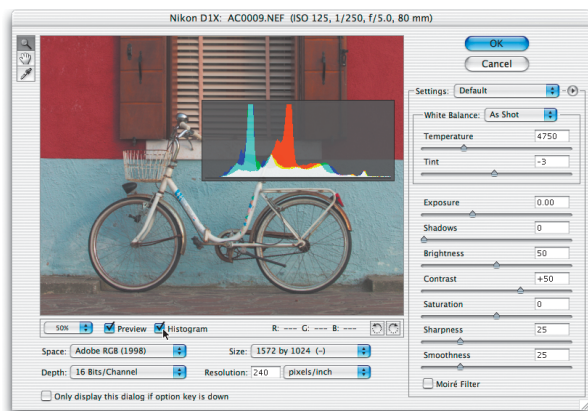 Nikon D1X:  AC0009.NEF  (ISO 125, 1/250, f/5.0, 80 mm)
OK
Cancel
Settings: Default
White Balance: As Shot
Temperature 4750
Tint -3
Exposure 0.00
Shadows 0
Brightness 50
Contrast +50
Saturation 0
Sharpness 25
Smoothness 25
Moiré Filter
50% Preview Histogram R: --- G: --- B: ---
Space: Adobe RGB (1998) Size: 1572 by 1024 (-)
Depth: 16 Bits/Channel Resolution: 240 pixels/inch
Only display this dialog if option key is down